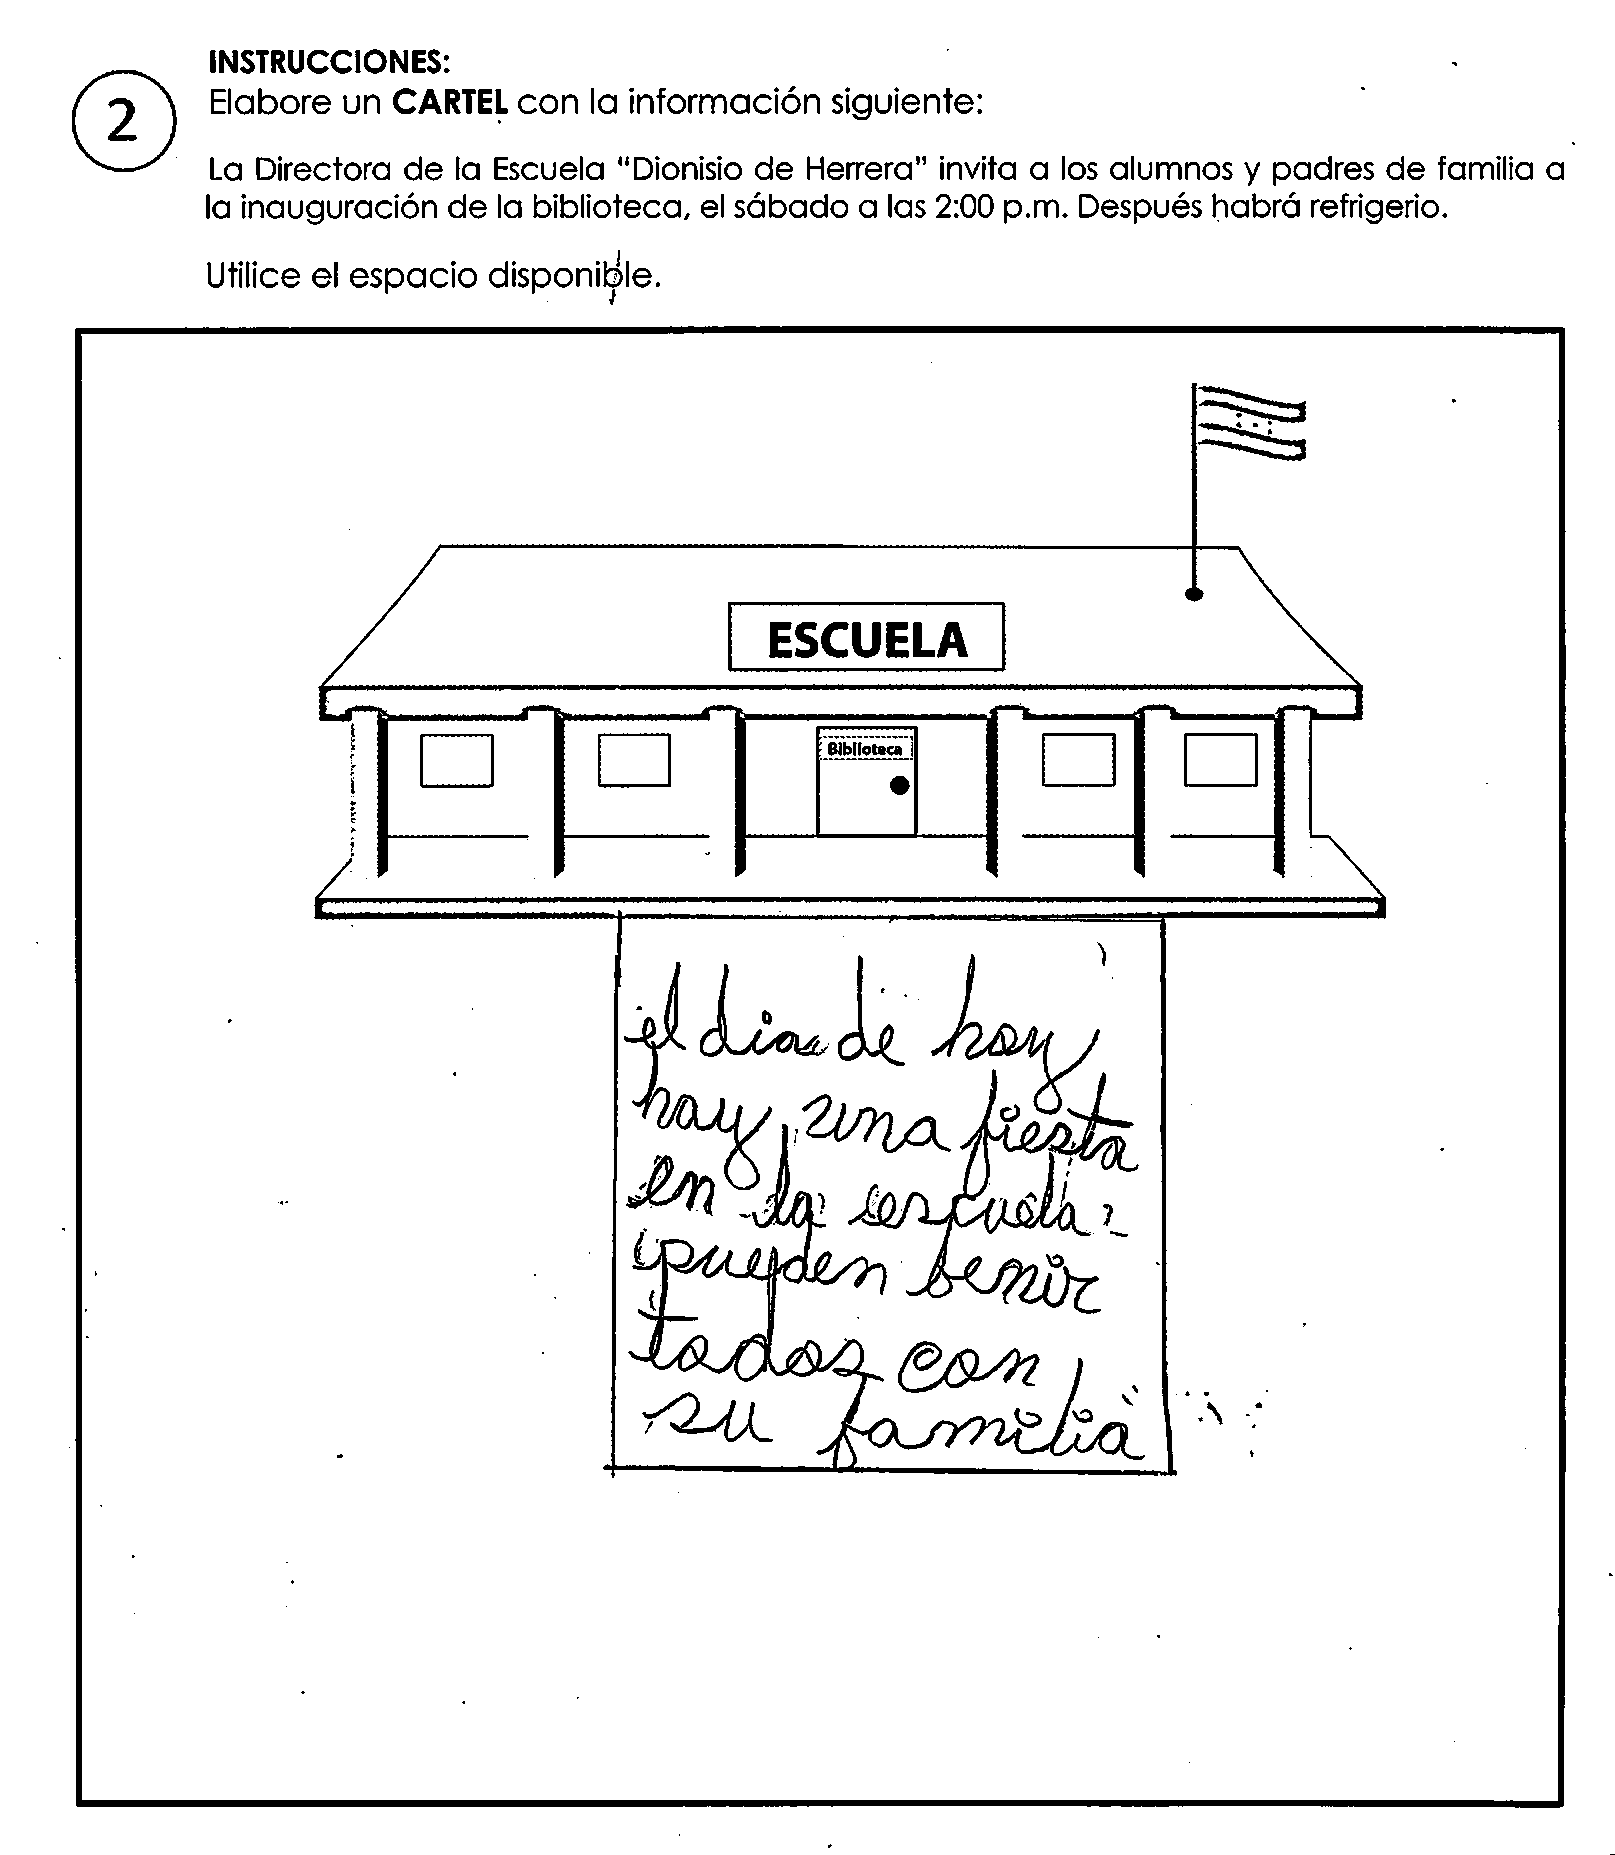 INSTRUCCIONES:
2
Elabore un CARTEL con la información siguiente:
La Directora de la Escuela "Dionisio de Herrera" invita a los alumnos y padres de familia a
la inauguración de la biblioteca, el sábado a las 2:00 p.m. Después habrá refrigerio.
Utilice el espacio disponible.
ESCUELA
Biblioteca
el dia de hoy
hay una fiesta
en la escuela
pueden benir
todos con
su familia